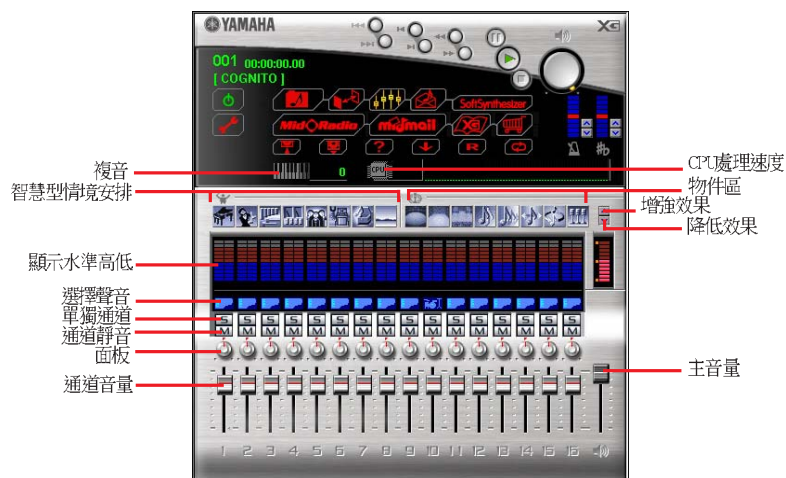 YAMAHA
XG
001 00:00:00.00
[ COGNITO ]
SoftSynthesizer
MidRadio
midmail
XG
?
R
0
CPU
複音
智慧型情境安排
顯示水準高低
選擇聲音
單獨通道
通道靜音
面板
通道音量
CPU處理速度
物件區
增強效果
降低效果
主音量
S S S S S S S S S S S S S S S S
M M M M M M M M M M M M M M M M
1 2 3 4 5 6 7 8 9 10 11 12 13 14 15 16